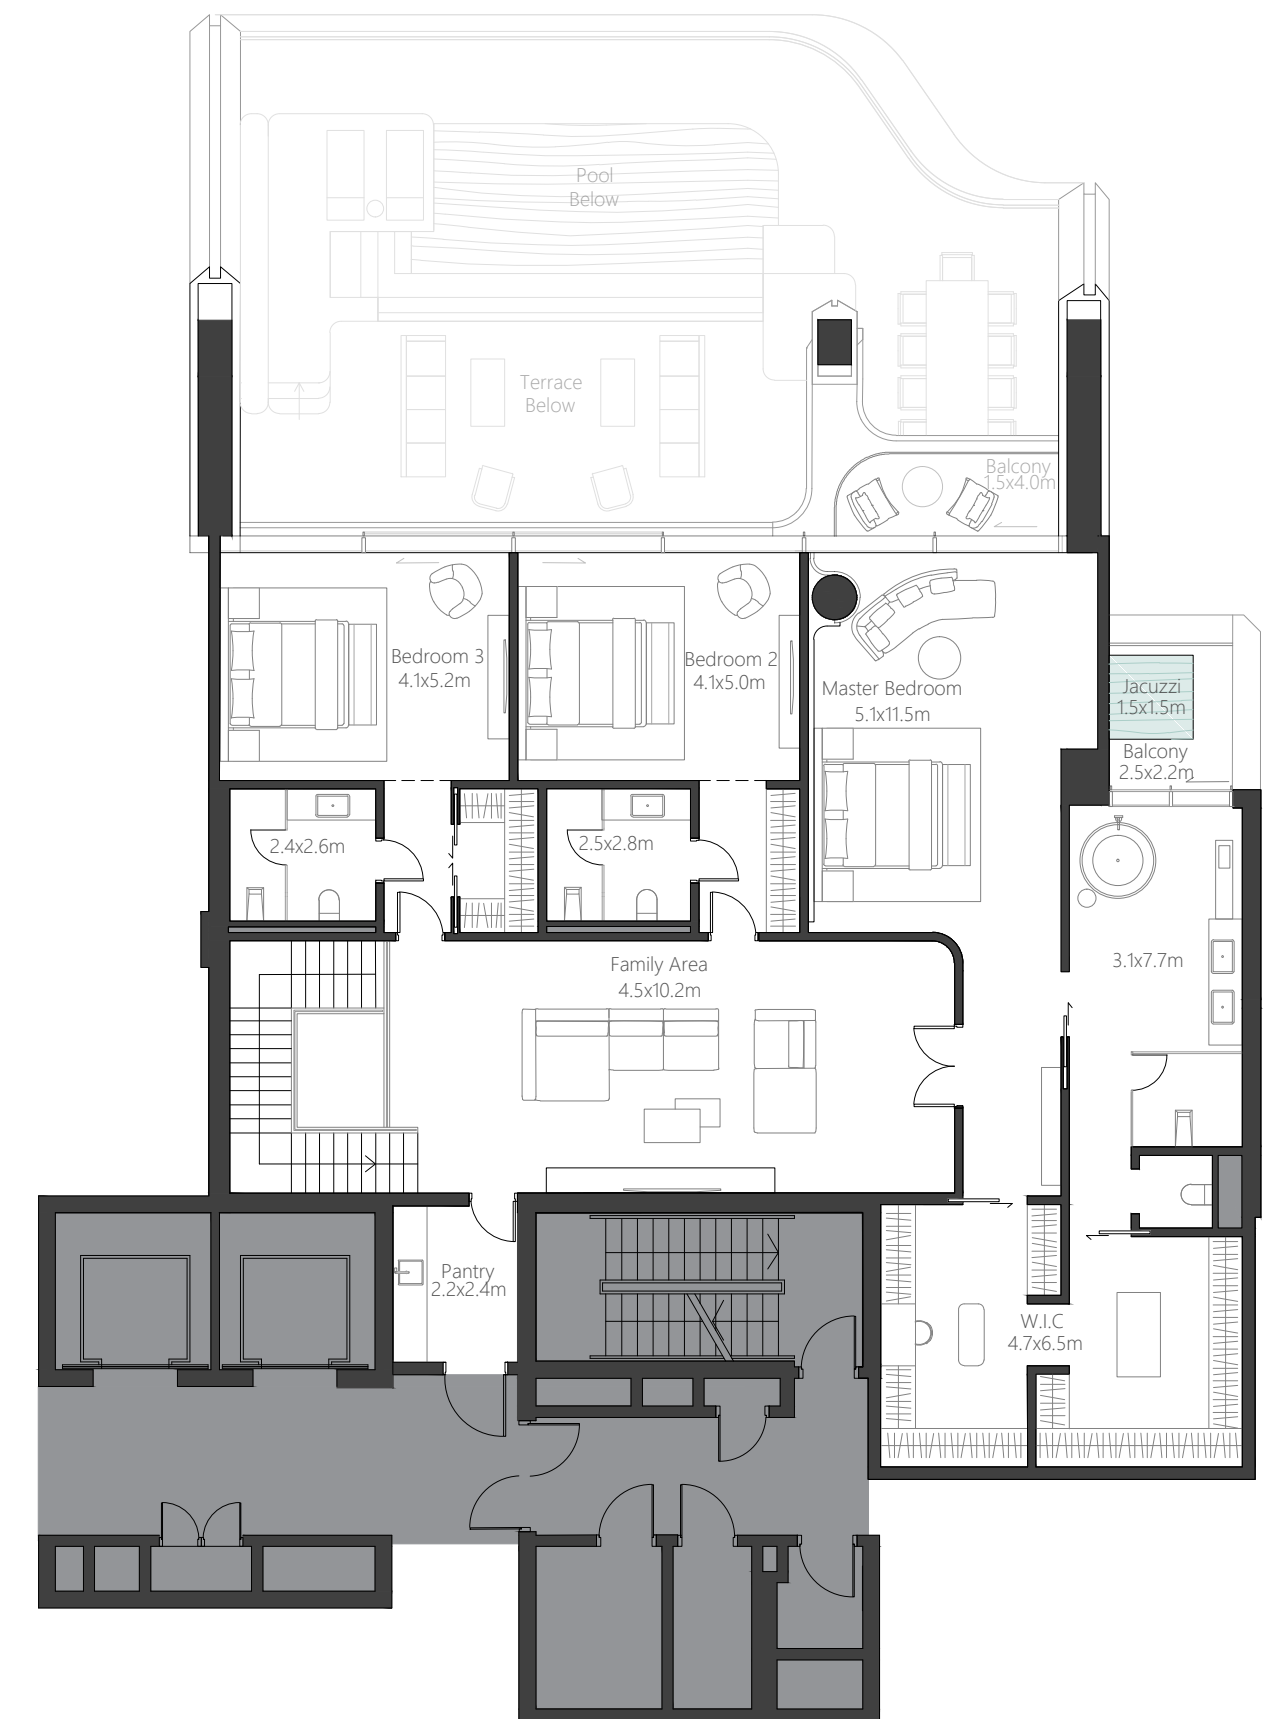 Pool
Below
Terrace
Below
Balcony
1.5x4.0m
Bedroom 3
4.1x5.2m
Bedroom 2
4.1x5.0m
Master Bedroom
5.1x11.5m
Jacuzzi
1.5x1.5m
Balcony
2.5x2.2m
2.4x2.6m
2.5x2.8m
Family Area
4.5x10.2m
3.1x7.7m
Pantry
2.2x2.4m
W.I.C
4.7x6.5m